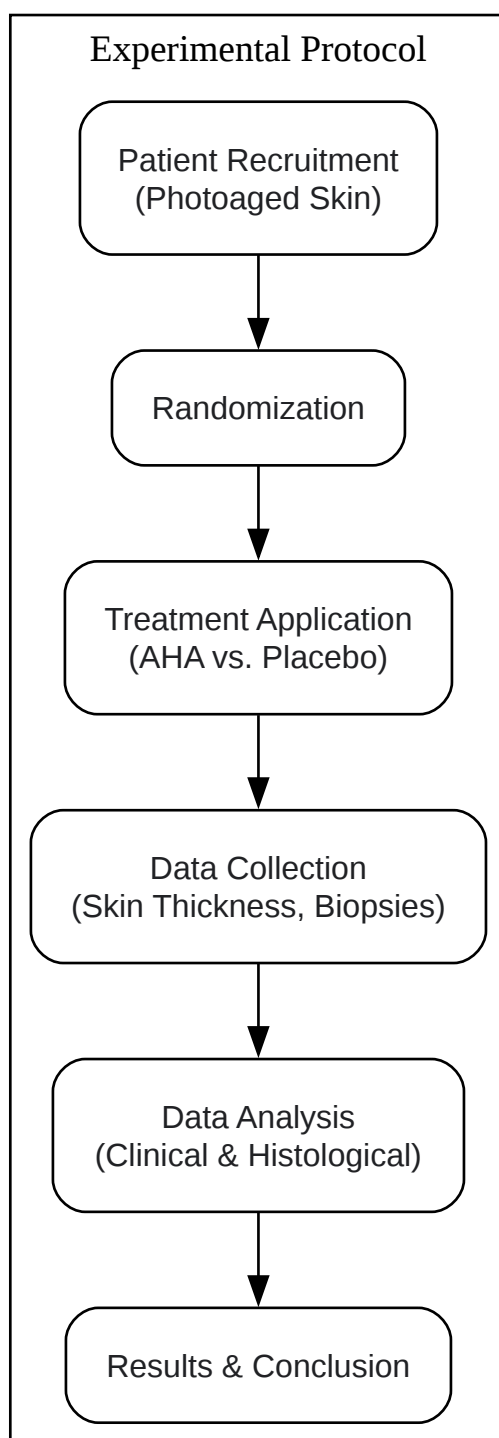 Experimental Protocol
Patient Recruitment
(Photoaged Skin)
Randomization
Treatment Application
(AHA vs. Placebo)
Data Collection
(Skin Thickness, Biopsies)
Data Analysis
(Clinical & Histological)
Results & Conclusion